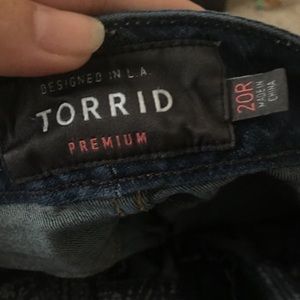 DESIGNED IN L.A.
TORRID
PREMIUM
20R
MADE IN
CHINA